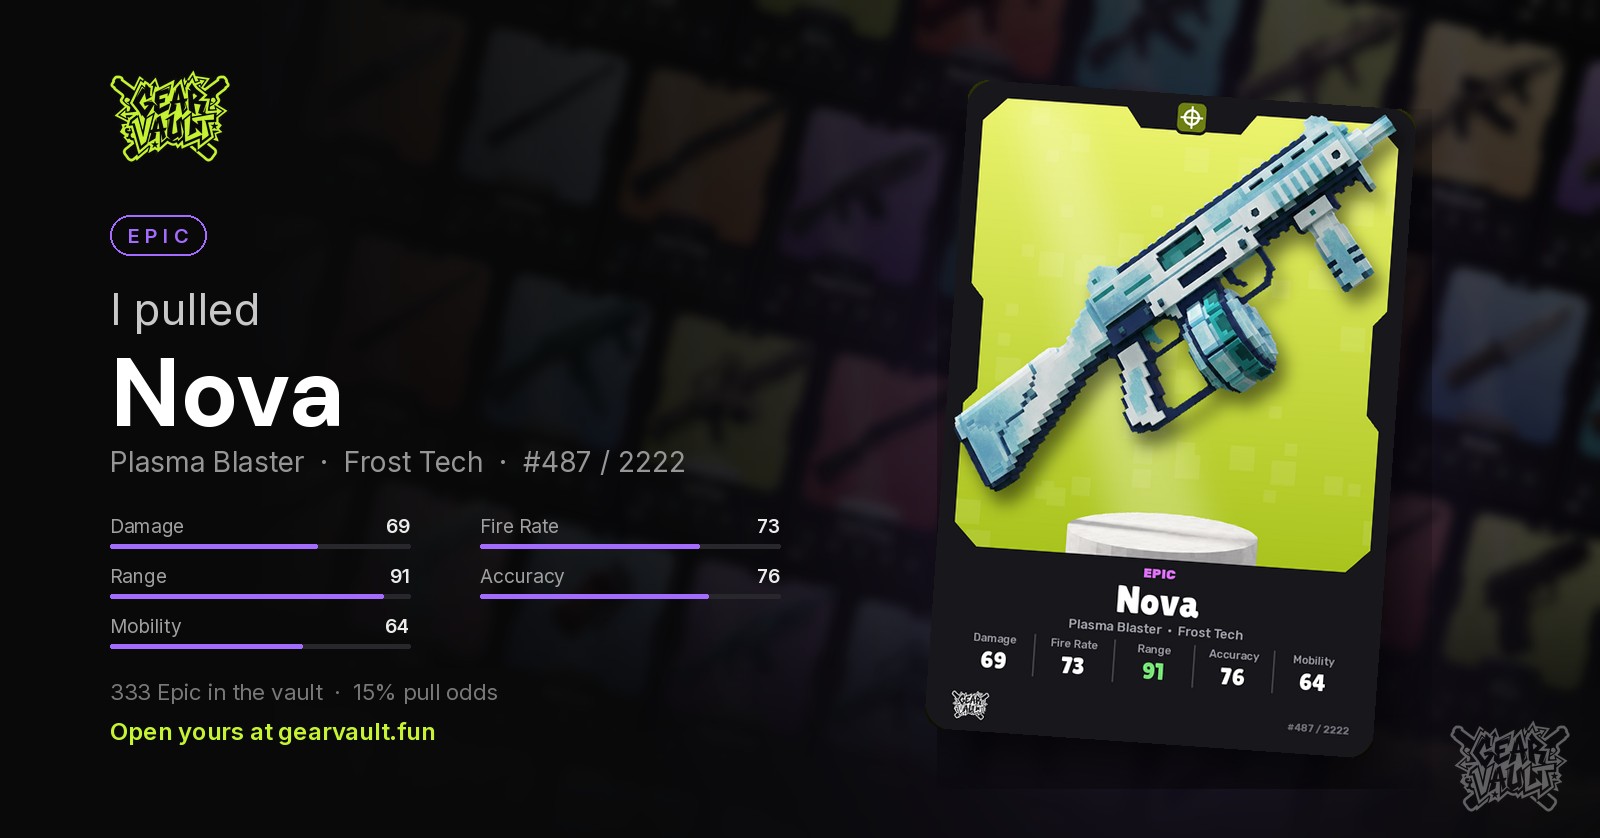 GEAR
VAULT
EPIC
I pulled
Nova
Plasma Blaster · Frost Tech · #487 / 2222
Damage 69
Fire Rate 73
Range 91
Accuracy 76
Mobility 64
333 Epic in the vault · 15% pull odds
Open yours at gearvault.fun
EPIC
Nova
Plasma Blaster • Frost Tech
Damage Fire Rate Range Accuracy Mobility
69 73 91 76 64
GEAR
VAULT
#487 / 2222
GEAR
VAULT